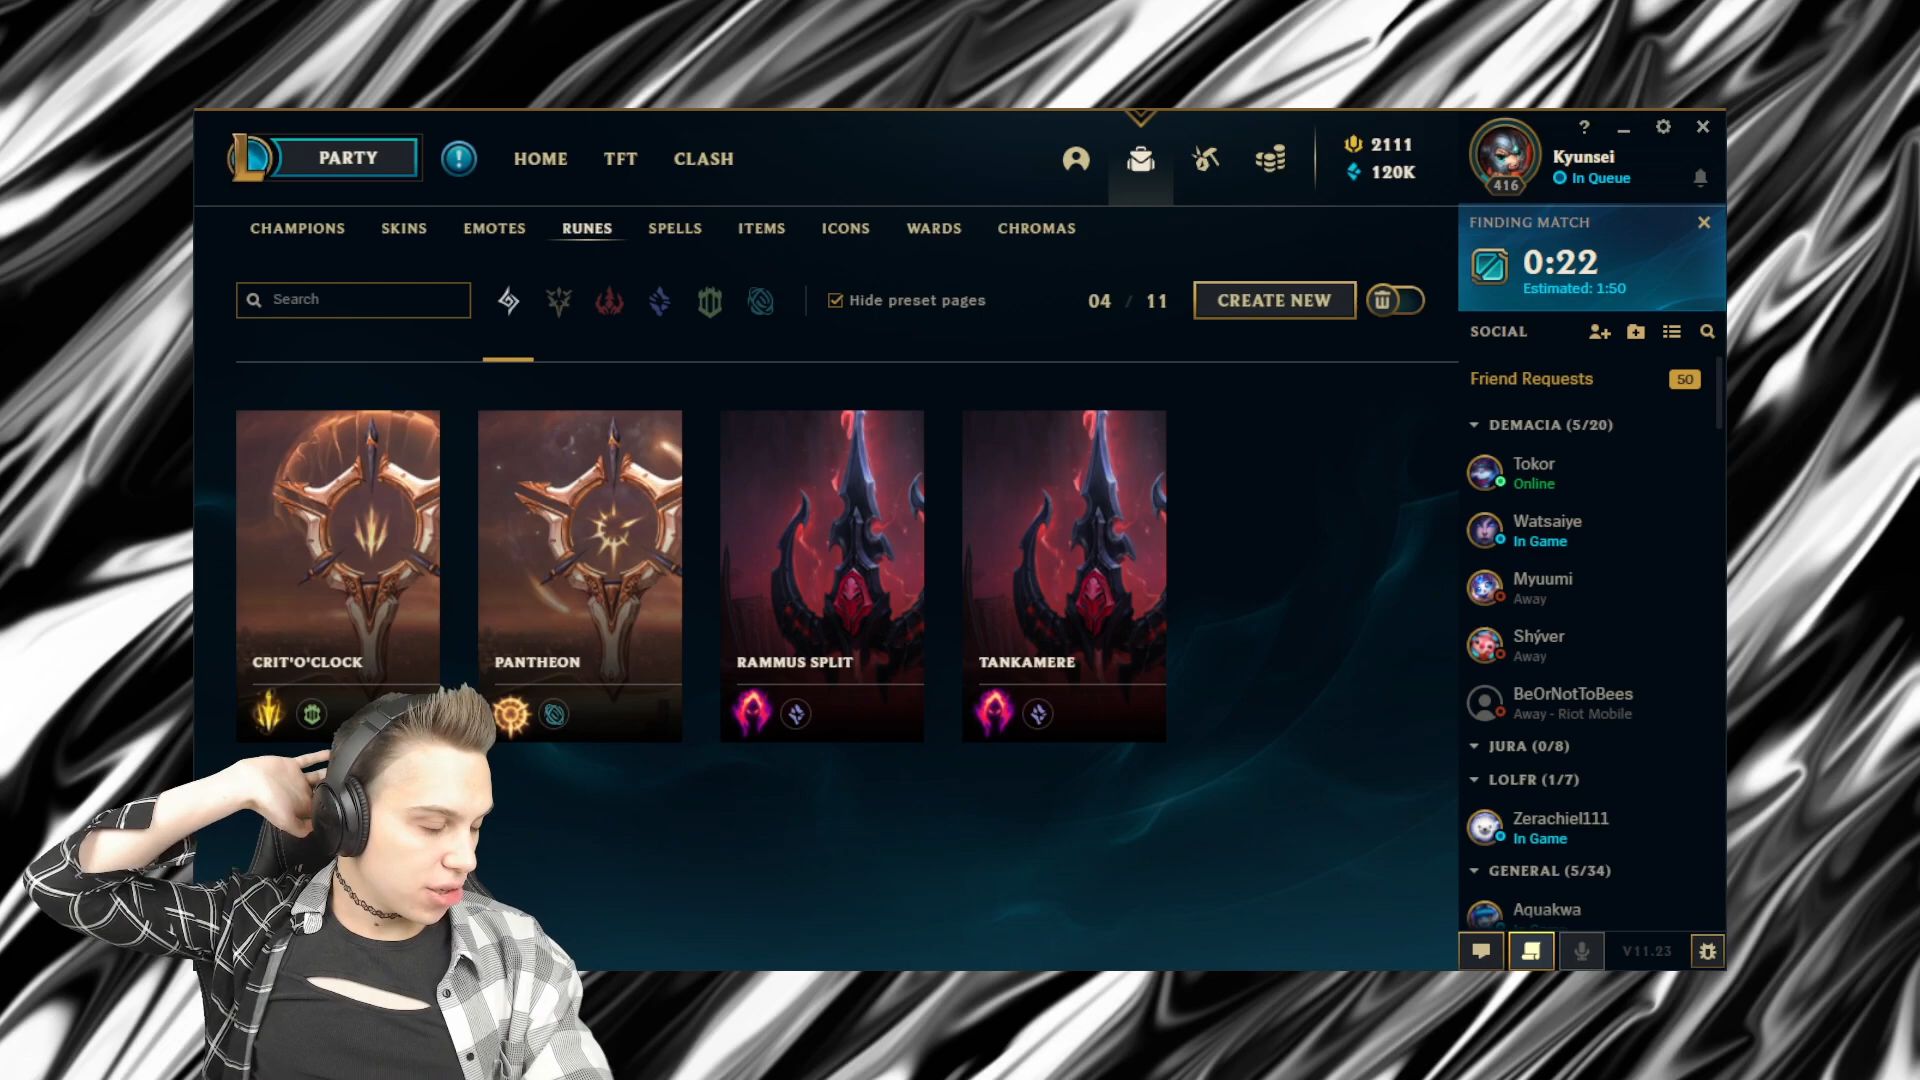 PARTY
HOME
TFT
CLASH
2111
120K
416
?
Kyunsei
In Queue
CHAMPIONS
SKINS
EMOTES
RUNES
SPELLS
ITEMS
ICONS
WARDS
CHROMAS
FINDING MATCH
0:22
Estimated: 1:50
Search
Hide preset pages
04 / 11
CREATE NEW
SOCIAL
Friend Requests
50
DEMACIA (5/20)
Tokor
Online
Watsaiye
In Game
Myuumi
Away
Shýver
Away
BeOrNotToBees
Away - Riot Mobile
JURA (0/8)
LOLFR (1/7)
Zerachiel111
In Game
GENERAL (5/34)
Aquakwa
CRIT'O'CLOCK
PANTHEON
RAMMUS SPLIT
TANKAMERE
V11.23